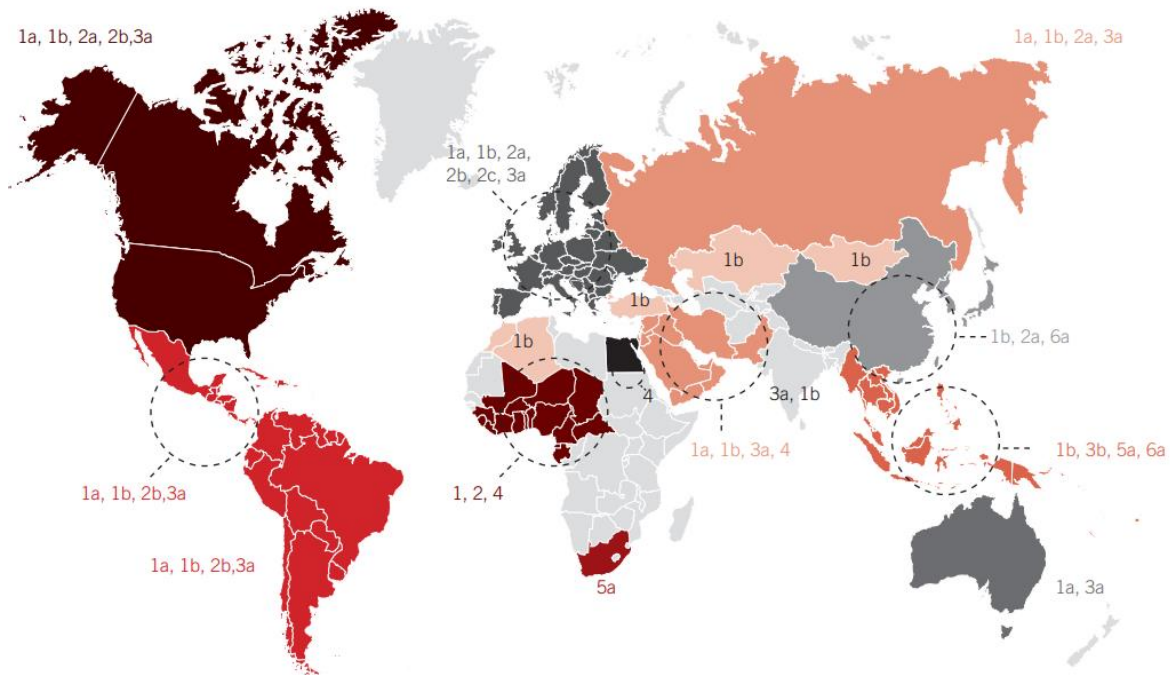 1a, 1b, 2a, 2b,3a
1a, 1b, 2a, 3a
1a, 1b, 2a,
2b, 2c, 3a
1b
1b
1b
1b
1b, 2a, 6a
4
3a, 1b
1a, 1b, 3a, 4
1b, 3b, 5a, 6a
1a, 1b, 2b,3a
1, 2, 4
1a, 1b, 2b,3a
5a
1a, 3a